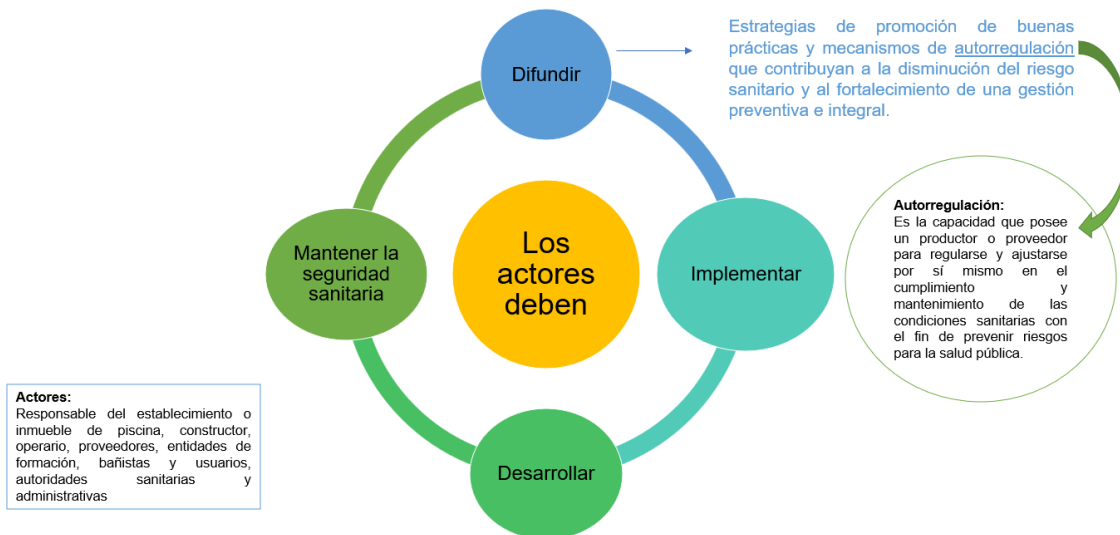 Difundir
Estrategias de promoción de buenas
prácticas y mecanismos de autorregulación
que contribuyan a la disminución del riesgo
sanitario y al fortalecimiento de una gestión
preventiva e integral.
Mantener la
seguridad
sanitaria
Los
actores
deben
Implementar
Autorregulación:
Es la capacidad que posee
un productor o proveedor
para regularse y ajustarse
por sí mismo en el
cumplimiento y
mantenimiento de las
condiciones sanitarias con
el fin de prevenir riesgos
para la salud pública.
Actores:
Responsable del establecimiento o
inmueble de piscina, constructor,
operario, proveedores, entidades de
formación, bañistas y usuarios,
autoridades sanitarias y
administrativas
Desarrollar